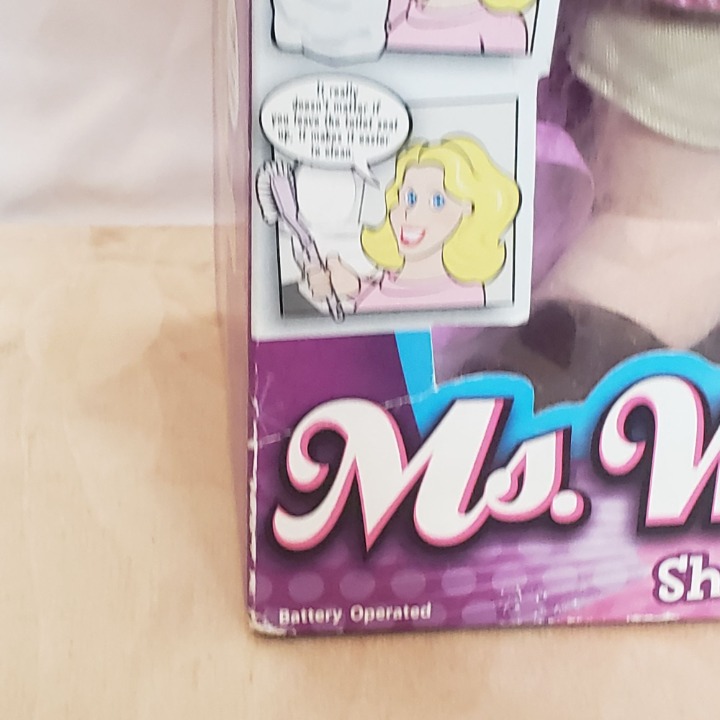 It really
doesn't matter if
you leave the toilet seat
up, it makes it easier
to clean
Ms. W
Sh
Battery Operated